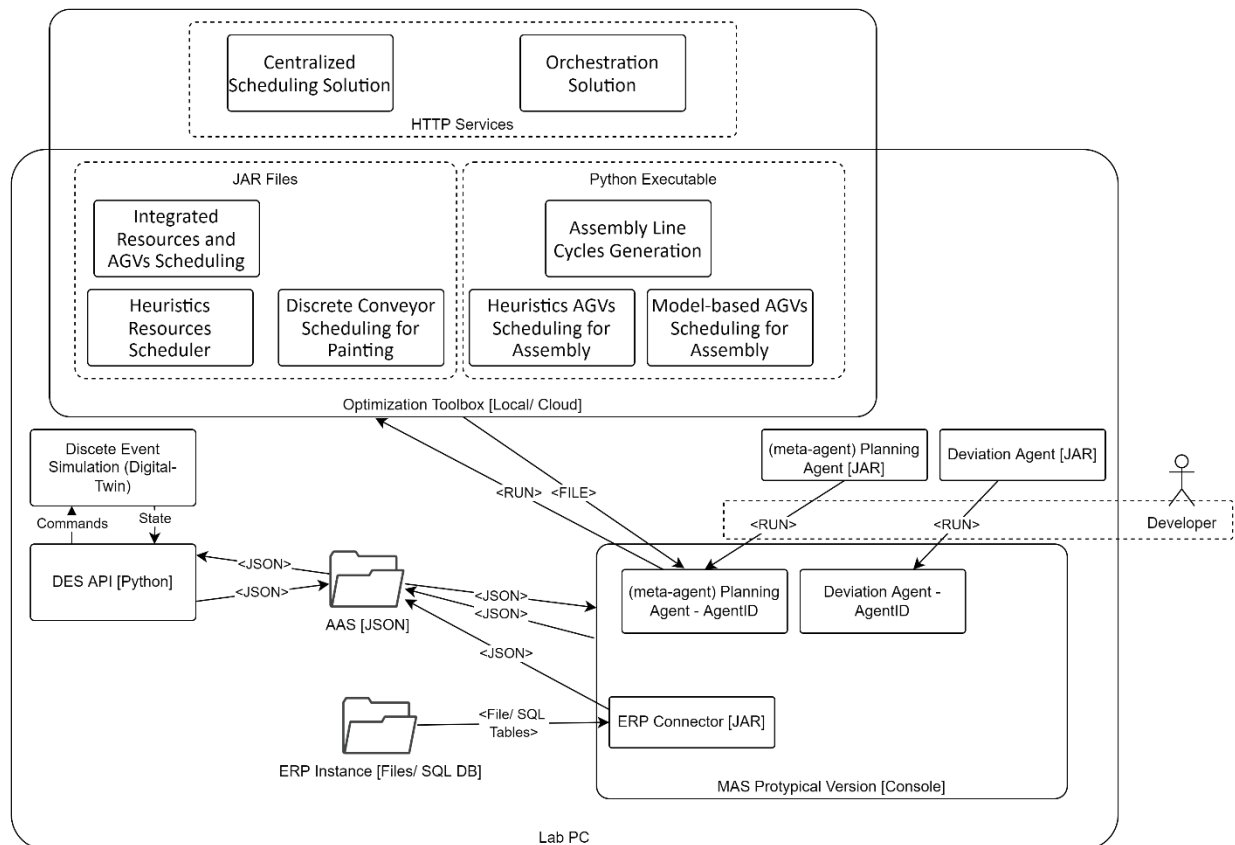 Centralized
Scheduling Solution
Orchestration
Solution
HTTP Services
JAR Files
Python Executable
Integrated
Resources and
AGVs Scheduling
Assembly Line
Cycles Generation
Heuristics
Resources
Scheduler
Discrete Conveyor
Scheduling for
Painting
Heuristics AGVs
Scheduling for
Assembly
Model-based AGVs
Scheduling for
Assembly
Optimization Toolbox [Local/ Cloud]
Discete Event
Simulation (Digital-
Twin)
(meta-agent) Planning
Agent [JAR]
Deviation Agent [JAR]
<RUN>
<FILE>
Commands
State
<RUN>
<RUN>
Developer
DES API [Python]
<JSON>
<JSON>
AAS [JSON]
<JSON>
<JSON>
<JSON>
(meta-agent) Planning
Agent - AgentID
Deviation Agent -
AgentID
<File/ SQL
Tables>
ERP Connector [JAR]
ERP Instance [Files/ SQL DB]
MAS Protypical Version [Console]
Lab PC